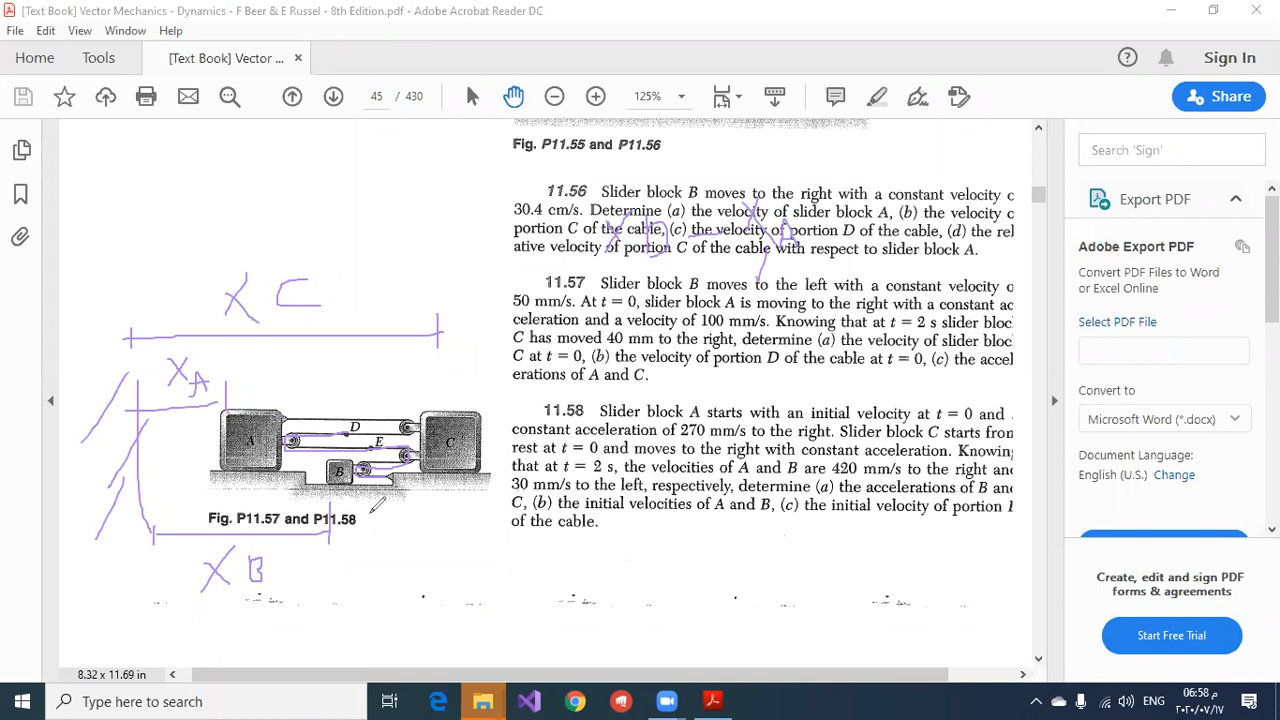 [Text Book] Vector Mechanics - Dynamics - F Beer & E Russel - 8th Edition.pdf - Adobe Acrobat Reader DC
File Edit View Window Help
Home Tools [Text Book] Vector ... × Sign In
45 / 430 125% Share
Fig. P11.55 and P11.56
11.56 Slider block B moves to the right with a constant velocity o
30.4 cm/s. Determine (a) the velocity of slider block A, (b) the velocity o
portion C of the cable, (c) the velocity of portion D of the cable, (d) the rel
ative velocity of portion C of the cable with respect to slider block A.
X D - X A
11.57 Slider block B moves to the left with a constant velocity o
50 mm/s. At t = 0, slider block A is moving to the right with a constant ac
celeration and a velocity of 100 mm/s. Knowing that at t = 2 s slider bloc
C has moved 40 mm to the right, determine (a) the velocity of slider bloc
C at t = 0, (b) the velocity of portion D of the cable at t = 0, (c) the accel
erations of A and C.
11.58 Slider block A starts with an initial velocity at t = 0 and
constant acceleration of 270 mm/s to the right. Slider block C starts from
rest at t = 0 and moves to the right with constant acceleration. Knowing
that at t = 2 s, the velocities of A and B are 420 mm/s to the right and
30 mm/s to the left, respectively, determine (a) the accelerations of B and
C, (b) the initial velocities of A and B, (c) the initial velocity of portion E
of the cable.
X C
X A
A D E C
B
Fig. P11.57 and P11.58
X B
8.32 x 11.69 in
Search 'Sign'
Export PDF
Adobe Export PDF
Convert PDF Files to Word
or Excel Online
Select PDF File
Convert to
Microsoft Word (*.docx)
Document Language:
English (U.S.) Change
Create, edit and sign PDF
forms & agreements
Start Free Trial
Type here to search
ENG
06:58 م
٢٠٢٠/٠٧/١٧